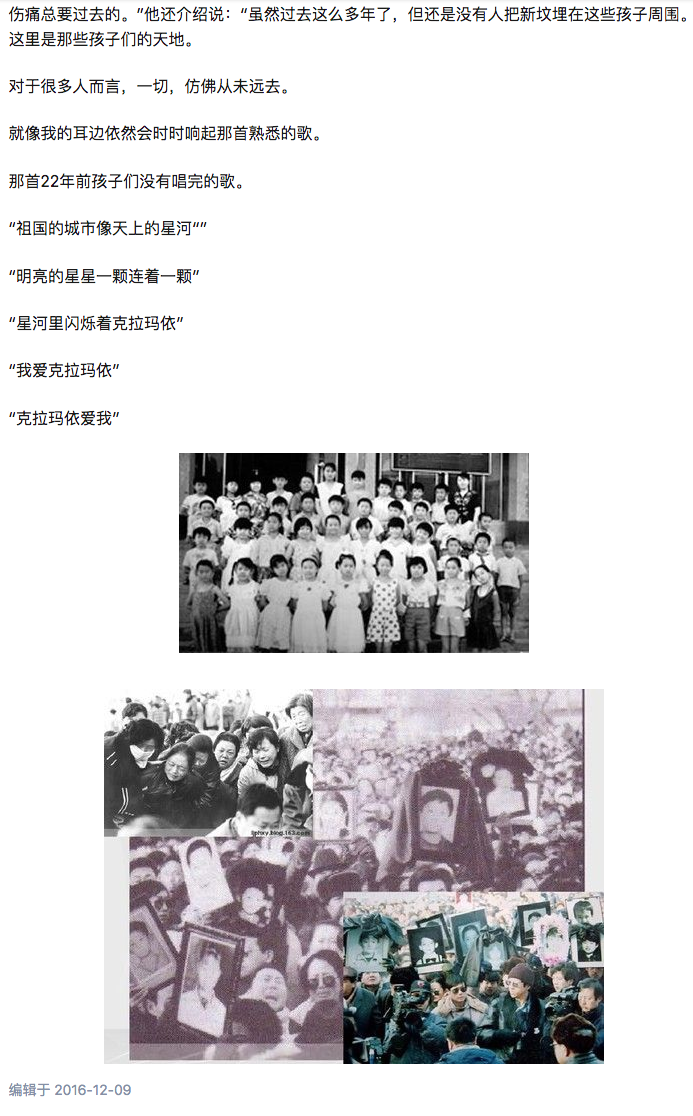 伤痛总要过去的。”他还介绍说：“虽然过去这么多年了，但还是没有人把新坟埋在这些孩子周围。
这里是那些孩子们的天地。
对于很多人而言，一切，仿佛从未远去。
就像我的耳边依然会时时响起那首熟悉的歌。
那首22年前孩子们没有唱完的歌。
“祖国的城市像天上的星河“”
“明亮的星星一颗连着一颗”
“星河里闪烁着克拉玛依”
“我爱克拉玛依”
“克拉玛依爱我”
编辑于 2016-12-09